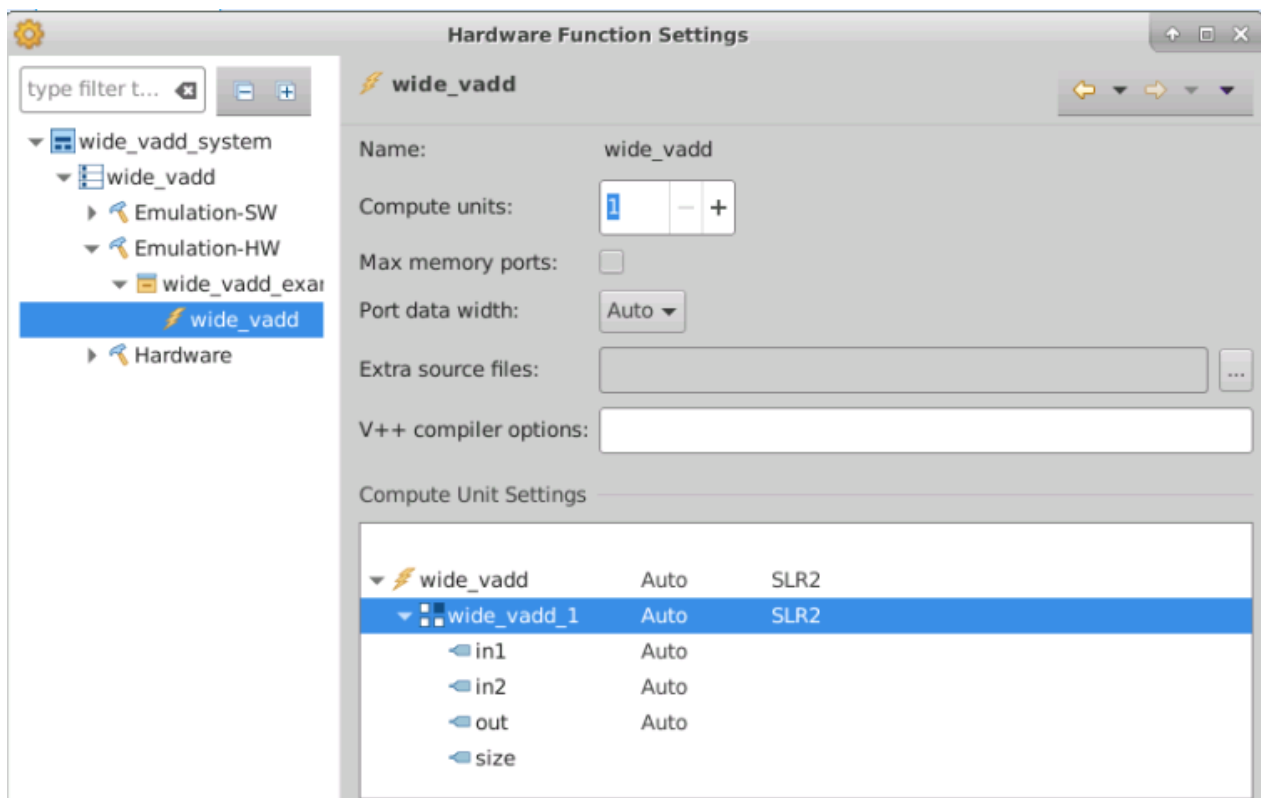 Hardware Function Settings
type filter t...
wide_vadd_system
wide_vadd
Emulation-SW
Emulation-HW
wide_vadd_exar
wide_vadd
Hardware
wide_vadd
Name: wide_vadd
Compute units: 1
Max memory ports:
Port data width: Auto
Extra source files: ...
V++ compiler options:
Compute Unit Settings
wide_vadd Auto SLR2
wide_vadd_1 Auto SLR2
in1 Auto
in2 Auto
out Auto
size